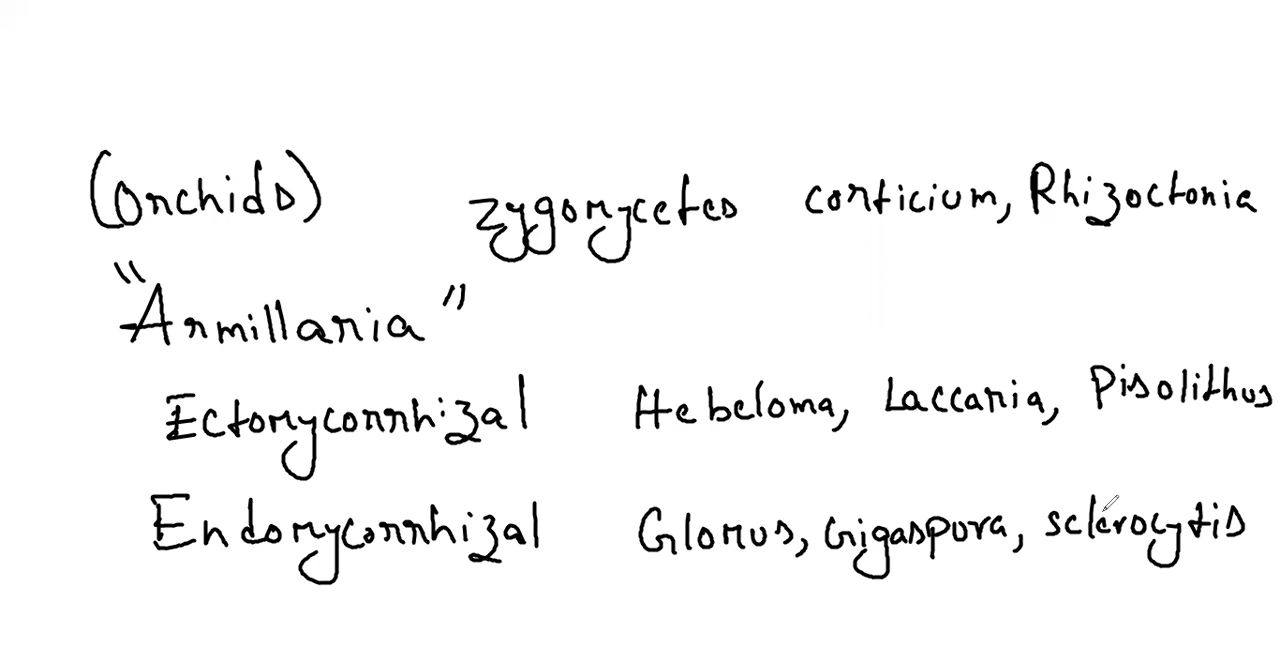 (Orchids) Zygomycetes corticium, Rhizoctonia
"Armillaria"
Ectomycorrhizal Hebeloma, Laccaria, Pisolithus
Endomycorrhizal Glomus, Gigaspora, sclerocytis